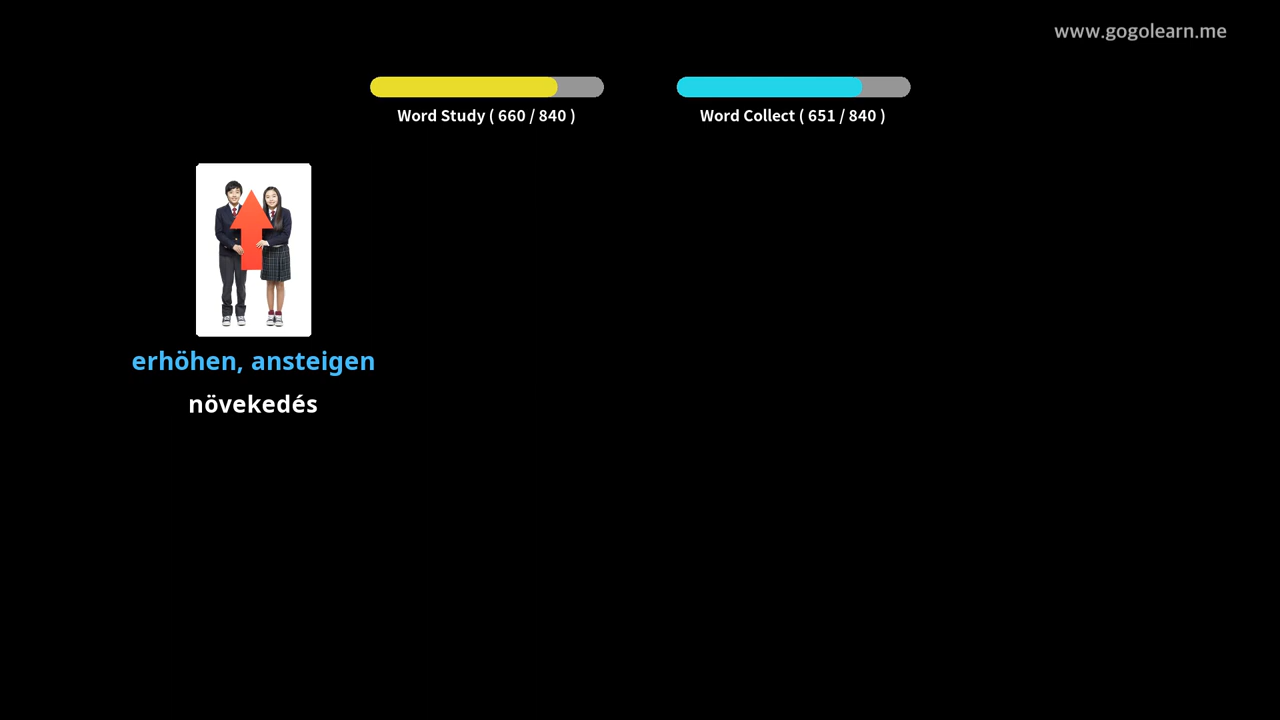 www.gogolearn.me
Word Study ( 660 / 840 )
Word Collect ( 651 / 840 )
erhöhen, ansteigen
növekedés